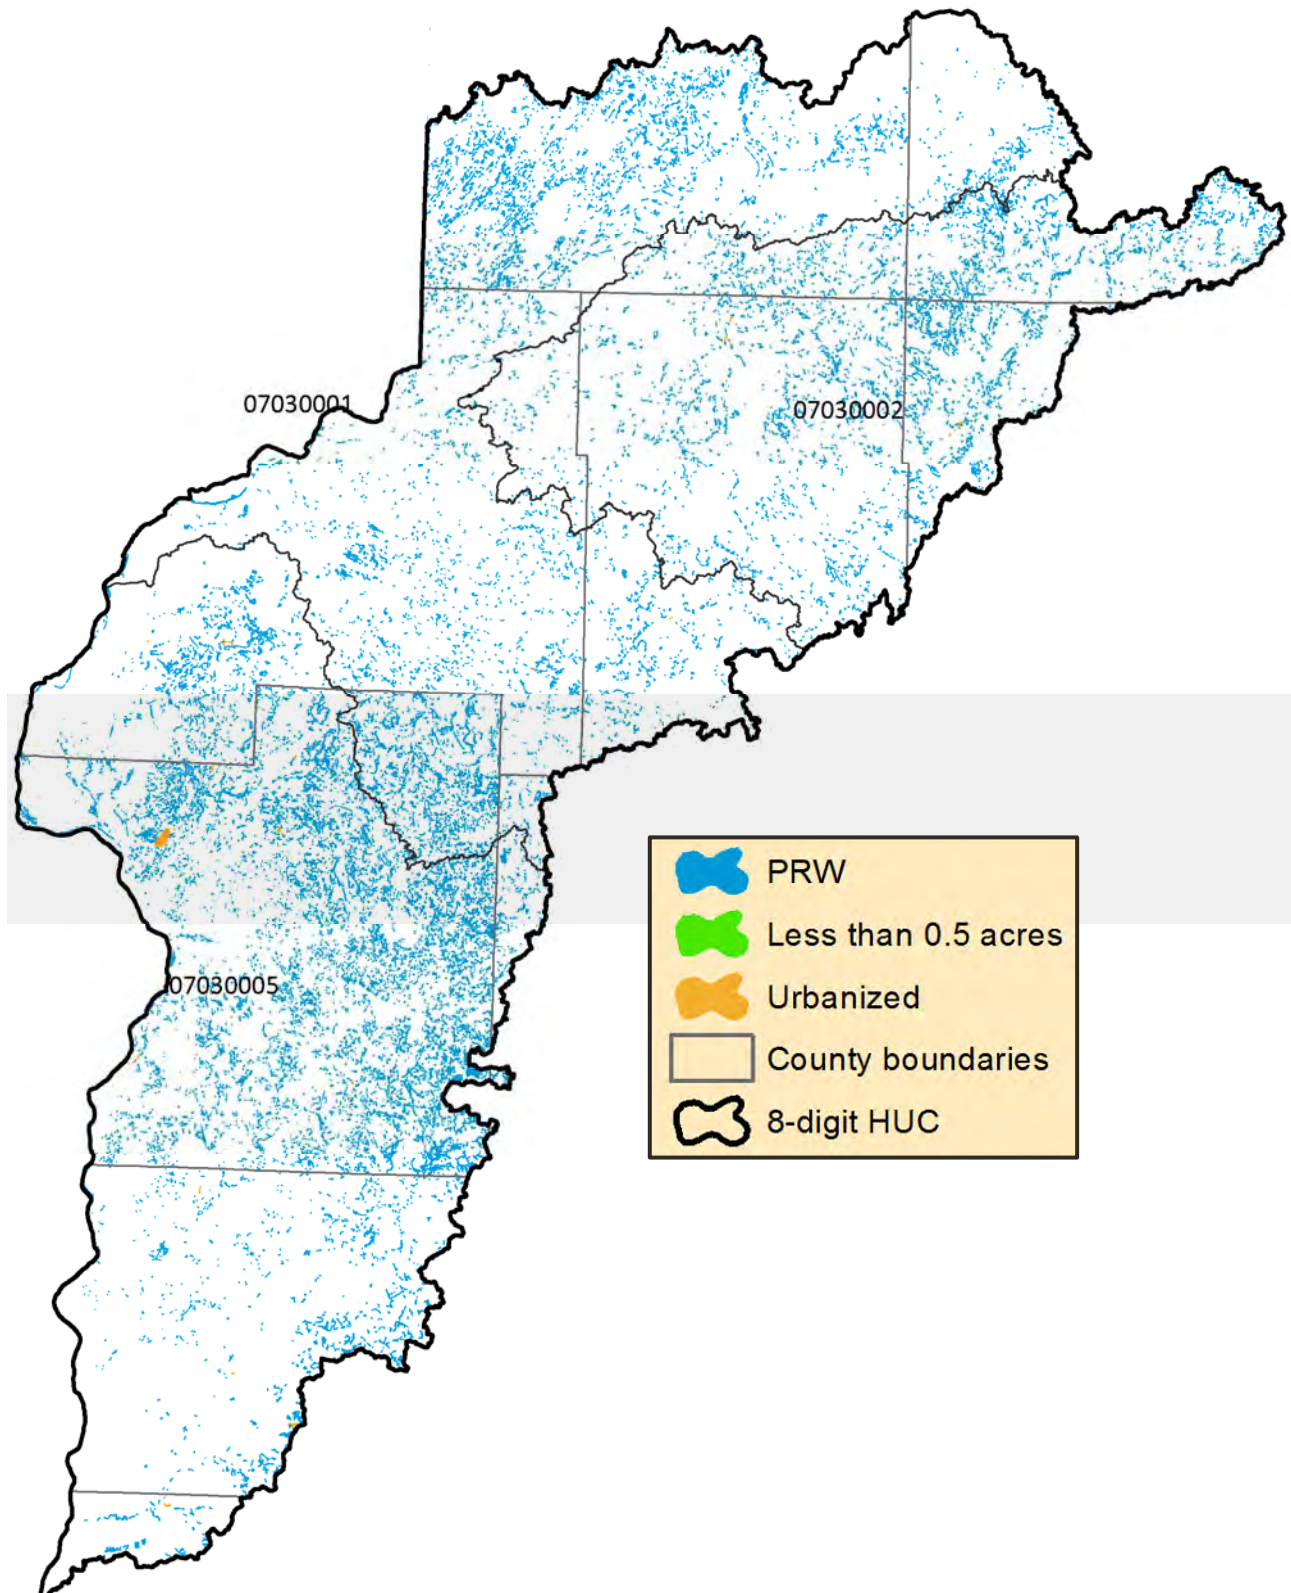 07030001
07030002
07030005
PRW
Less than 0.5 acres
Urbanized
County boundaries
8-digit HUC